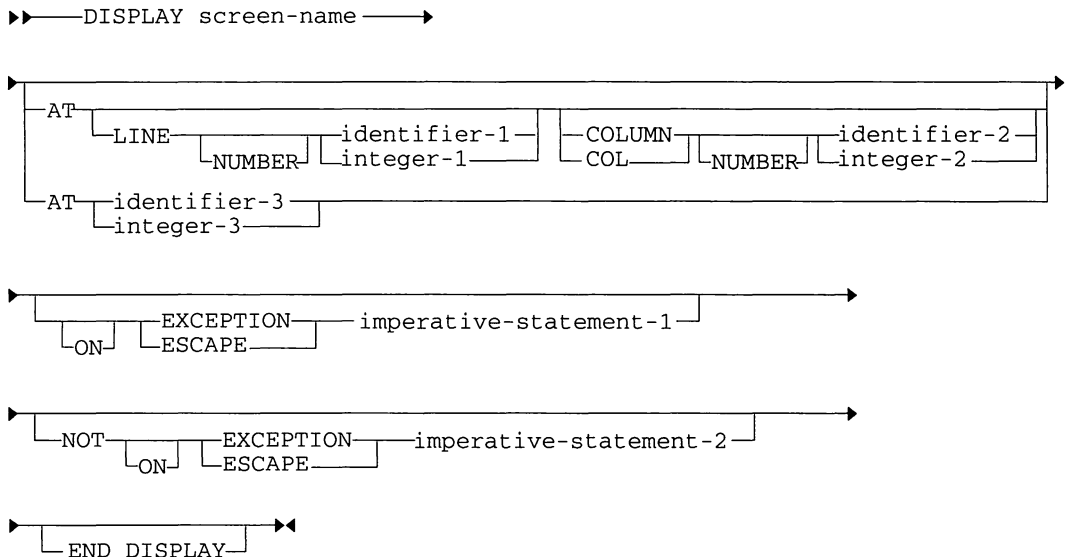 DISPLAY screen-name
AT
LINE identifier-1 COLUMN identifier-2
NUMBER integer-1 COL NUMBER integer-2
AT identifier-3
integer-3
EXCEPTION imperative-statement-1
ON ESCAPE
NOT EXCEPTION imperative-statement-2
ON ESCAPE
END DISPLAY